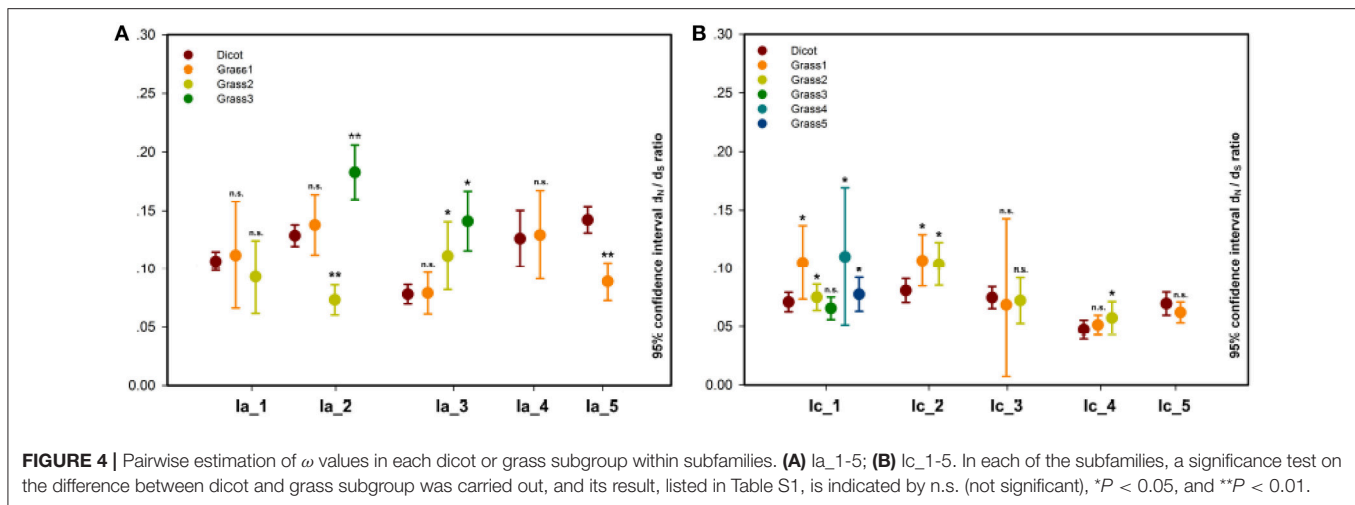 A
.30
.25
.20
.15
.10
.05
0.00
Dicot
Grass1
Grass2
Grass3
n.s.
n.s.
n.s.
**
**
n.s.
*
*
n.s.
**
95% confidence interval dN / dS ratio
Ia_1
Ia_2
Ia_3
Ia_4
Ia_5
B
.30
.25
.20
.15
.10
.05
0.00
Dicot
Grass1
Grass2
Grass3
Grass4
Grass5
*
*
n.s.
*
*
*
*
n.s.
n.s.
n.s.
*
n.s.
95% confidence interval dN / dS ratio
Ic_1
Ic_2
Ic_3
Ic_4
Ic_5
FIGURE 4 | Pairwise estimation of ω values in each dicot or grass subgroup within subfamilies. (A) Ia_1-5; (B) Ic_1-5. In each of the subfamilies, a significance test on
the difference between dicot and grass subgroup was carried out, and its result, listed in Table S1, is indicated by n.s. (not significant), *P < 0.05, and **P < 0.01.